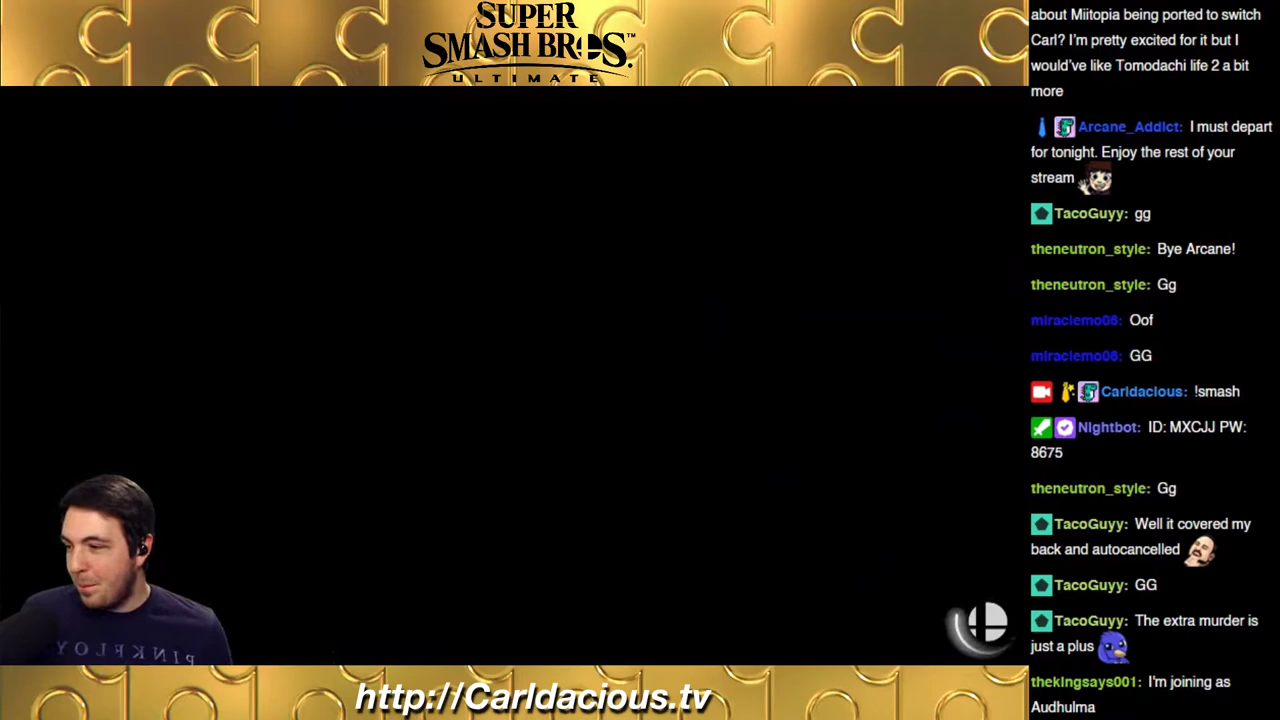 SUPER
SMASH BROS.™
ULTIMATE
about Miitopia being ported to switch
Carl? I'm pretty excited for it but I
would've like Tomodachi life 2 a bit
more
Arcane_Addict: I must depart
for tonight. Enjoy the rest of your
stream
TacoGuyy: gg
theneutron_style: Bye Arcane!
theneutron_style: Gg
miraclemo06: Oof
miraclemo06: GG
Carldacious: !smash
Nightbot: ID: MXCJJ PW:
8675
theneutron_style: Gg
TacoGuyy: Well it covered my
back and autocancelled
TacoGuyy: GG
TacoGuyy: The extra murder is
just a plus
thekingsays001: I'm joining as
Audhulma
PINK FLOY
http://Carldacious.tv